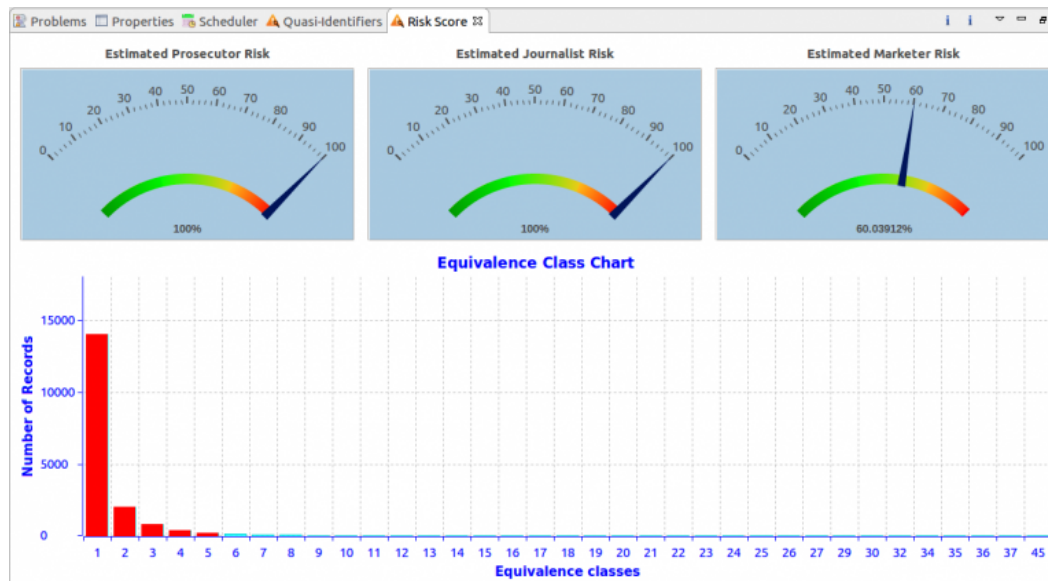 Problems Properties Scheduler Quasi-Identifiers Risk Score
Estimated Prosecutor Risk
0 10 20 30 40 50 60 70 80 90 100
100%
Estimated Journalist Risk
0 10 20 30 40 50 60 70 80 90 100
100%
Estimated Marketer Risk
0 10 20 30 40 50 60 70 80 90 100
60.03912%
Equivalence Class Chart
Number of Records
15000
10000
5000
0
1 2 3 4 5 6 7 8 9 10 11 12 13 14 15 16 17 18 19 20 21 22 23 24 25 26 27 29 30 32 34 35 36 37 45
Equivalence classes